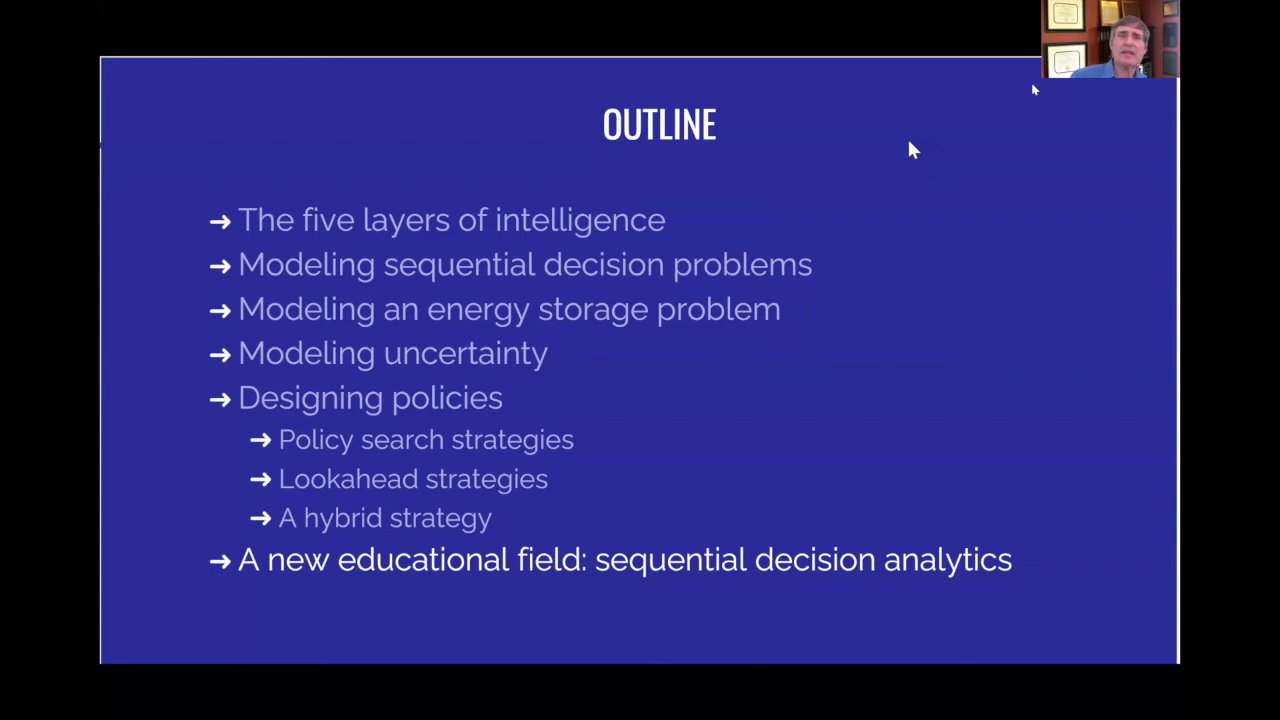 OUTLINE
➔ The five layers of intelligence
➔ Modeling sequential decision problems
➔ Modeling an energy storage problem
➔ Modeling uncertainty
➔ Designing policies
➔ Policy search strategies
➔ Lookahead strategies
➔ A hybrid strategy
➔ A new educational field: sequential decision analytics